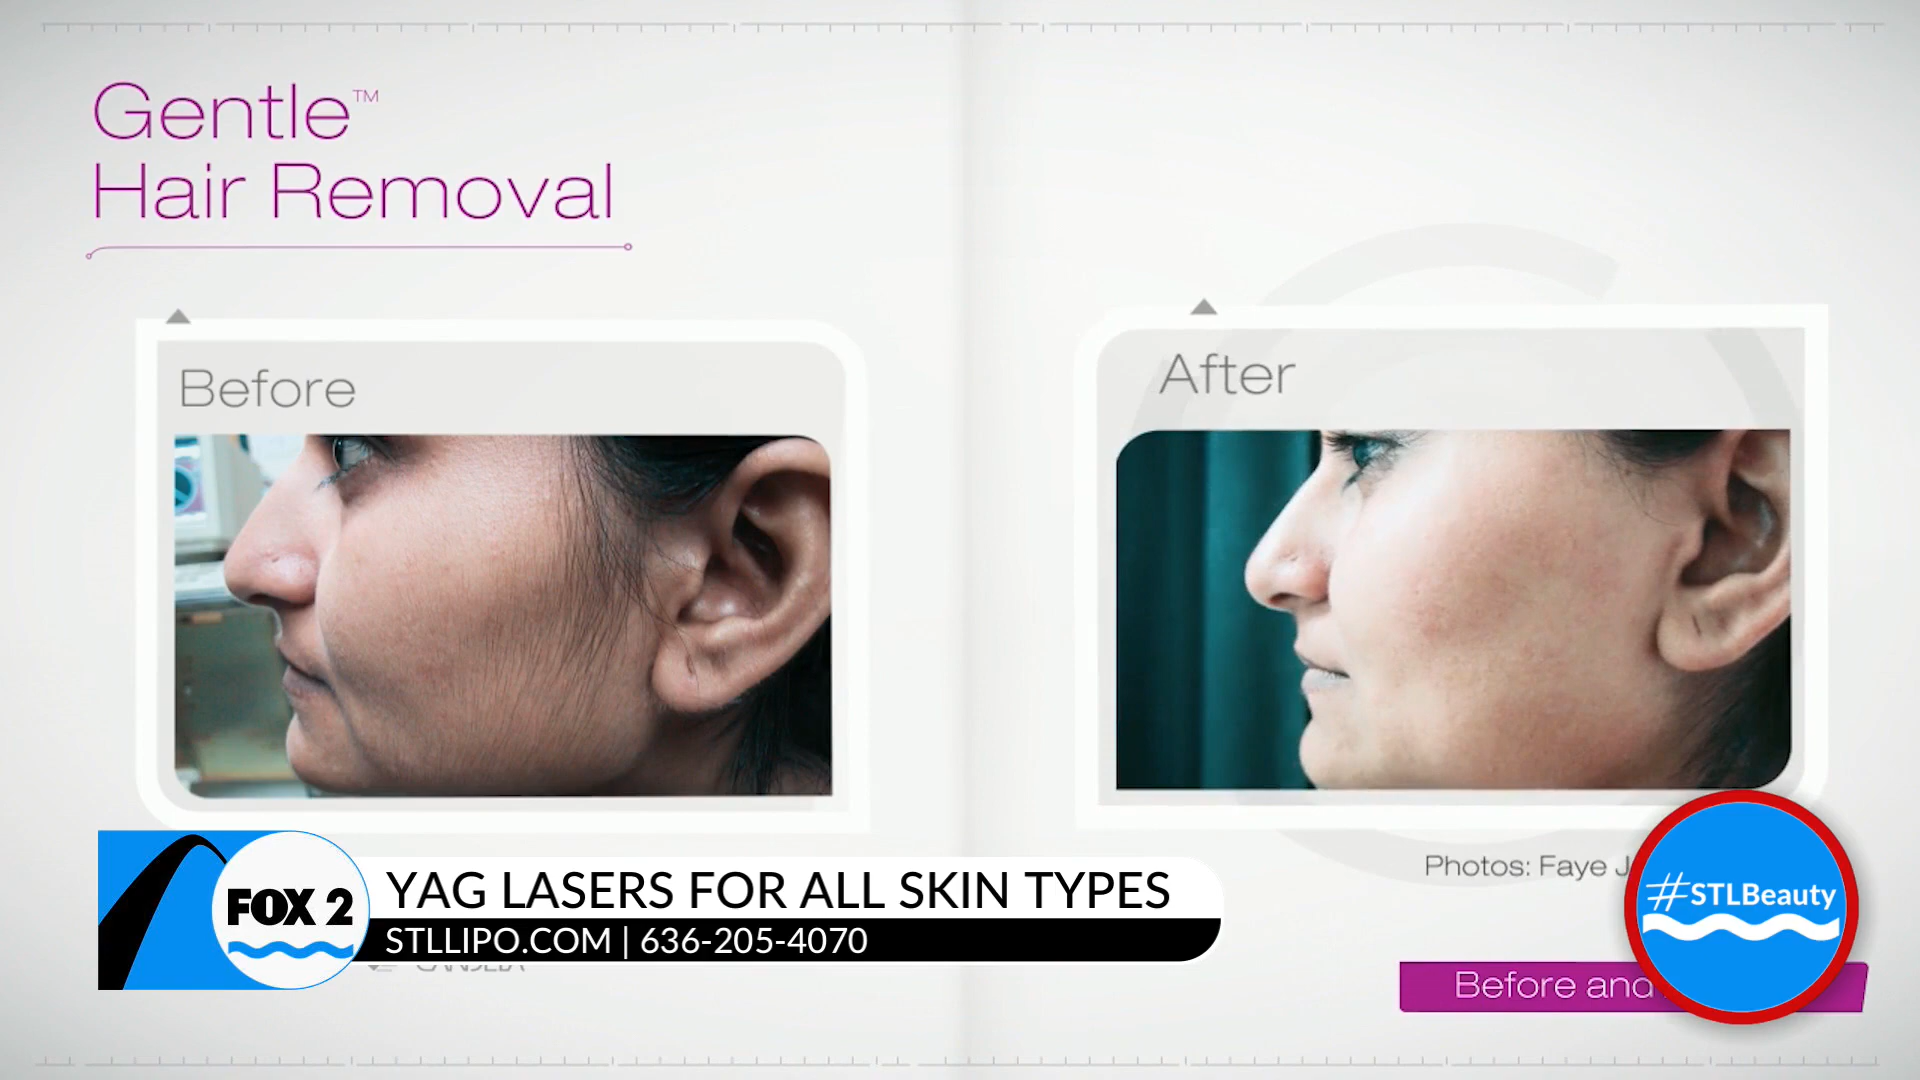 Gentle™
Hair Removal
Before
After
Photos: Faye
FOX 2
YAG LASERS FOR ALL SKIN TYPES
STLLIPO.COM | 636-205-4070
#STLBeauty
Before and